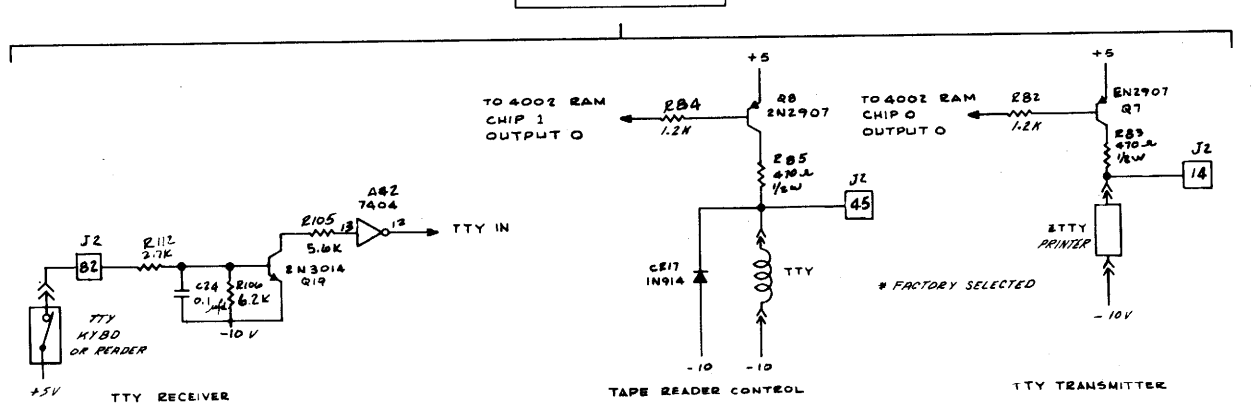 J2
82
R112
2.7K
C24
0.1 µfd
R106
6.2K
-10V
2N3014
Q19
R105
5.6K
A42
7404
13
12
TTY IN
TTY
KYBD
OR READER
+5V
TTY RECEIVER
TO 4002 RAM
CHIP 1
OUTPUT 0
R84
1.2K
+5
Q8
2N2907
R85
470Ω
1/2W
J2
45
CR17
1N914
TTY
-10
-10
TAPE READER CONTROL
* FACTORY SELECTED
TO 4002 RAM
CHIP 0
OUTPUT 0
R82
1.2K
+5
EN2907
Q7
R83
470Ω
1/2W
J2
14
TTY
PRINTER
-10V
TTY TRANSMITTER